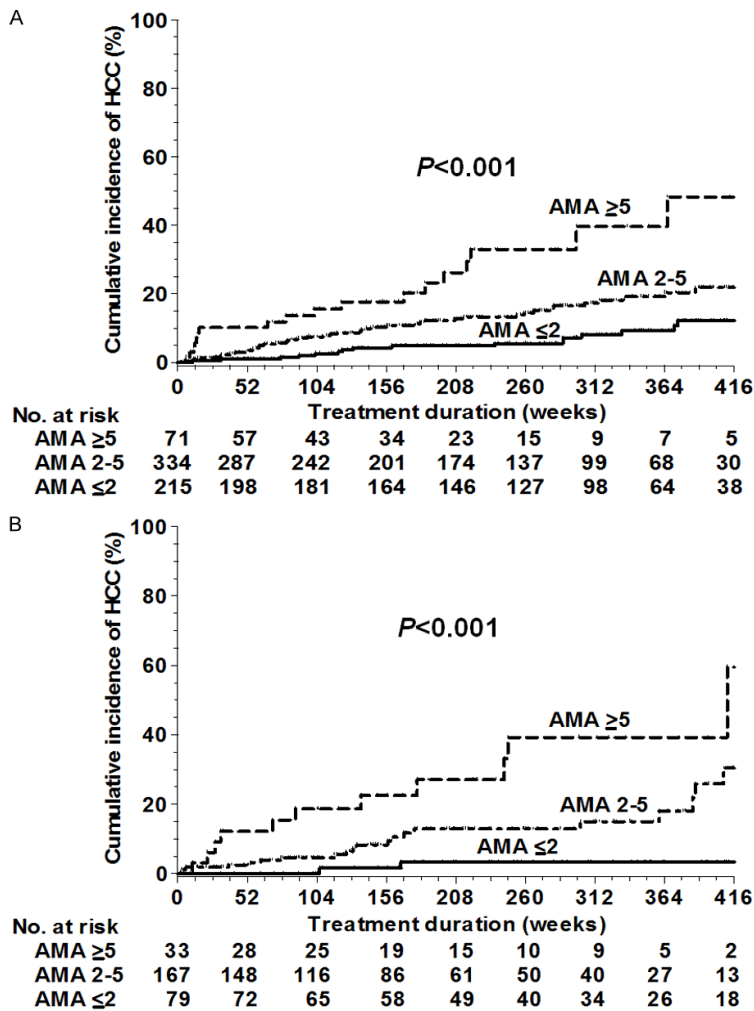 A
100
80
60
40
20
0
Cumulative incidence of HCC (%)
P<0.001
AMA ≥5
AMA 2-5
AMA ≤2
0 52 104 156 208 260 312 364 416
No. at risk Treatment duration (weeks)
AMA ≥5 71 57 43 34 23 15 9 7 5
AMA 2-5 334 287 242 201 174 137 99 68 30
AMA ≤2 215 198 181 164 146 127 98 64 38
B
100
80
60
40
20
0
Cumulative incidence of HCC (%)
P<0.001
AMA ≥5
AMA 2-5
AMA ≤2
0 52 104 156 208 260 312 364 416
No. at risk Treatment duration (weeks)
AMA ≥5 33 28 25 19 15 10 9 5 2
AMA 2-5 167 148 116 86 61 50 40 27 13
AMA ≤2 79 72 65 58 49 40 34 26 18